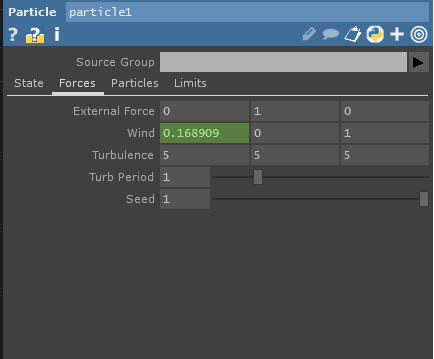 Particle particle1
? ? i
Source Group
State Forces Particles Limits
External Force 0 1 0
Wind 0.168909 0 1
Turbulence 5 5 5
Turb Period 1
Seed 1